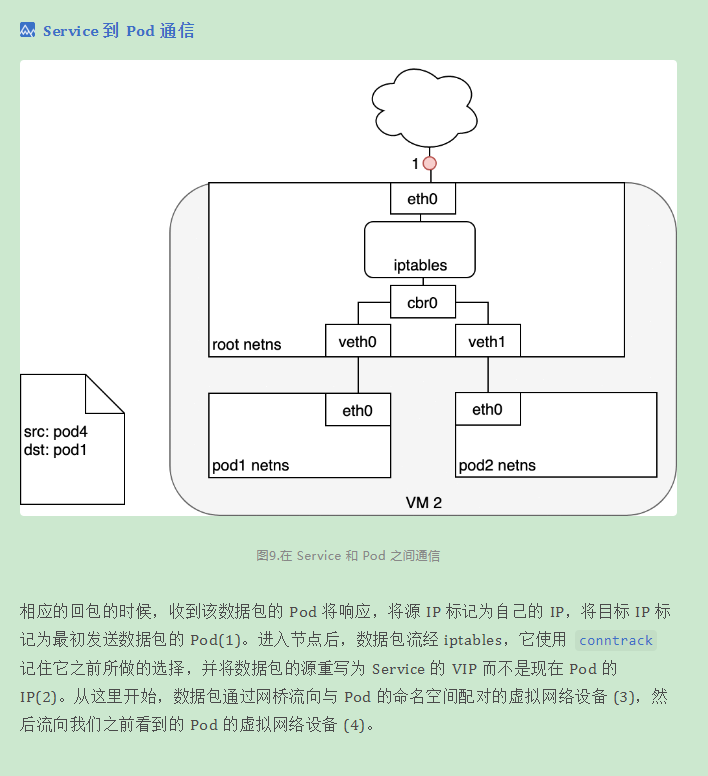 Service 到 Pod 通信
1
eth0
iptables
cbr0
root netns
veth0
veth1
eth0
eth0
src: pod4
dst: pod1
pod1 netns
pod2 netns
VM 2
图9.在 Service 和 Pod 之间通信
相应的回包的时候，收到该数据包的 Pod 将响应，将源 IP 标记为自己的 IP，将目标 IP 标
记为最初发送数据包的 Pod(1)。进入节点后，数据包流经 iptables，它使用 conntrack
记住它之前所做的选择，并将数据包的源重写为 Service 的 VIP 而不是现在 Pod 的
IP(2)。从这里开始，数据包通过网桥流向与 Pod 的命名空间配对的虚拟网络设备 (3)，然
后流向我们之前看到的 Pod 的虚拟网络设备 (4)。